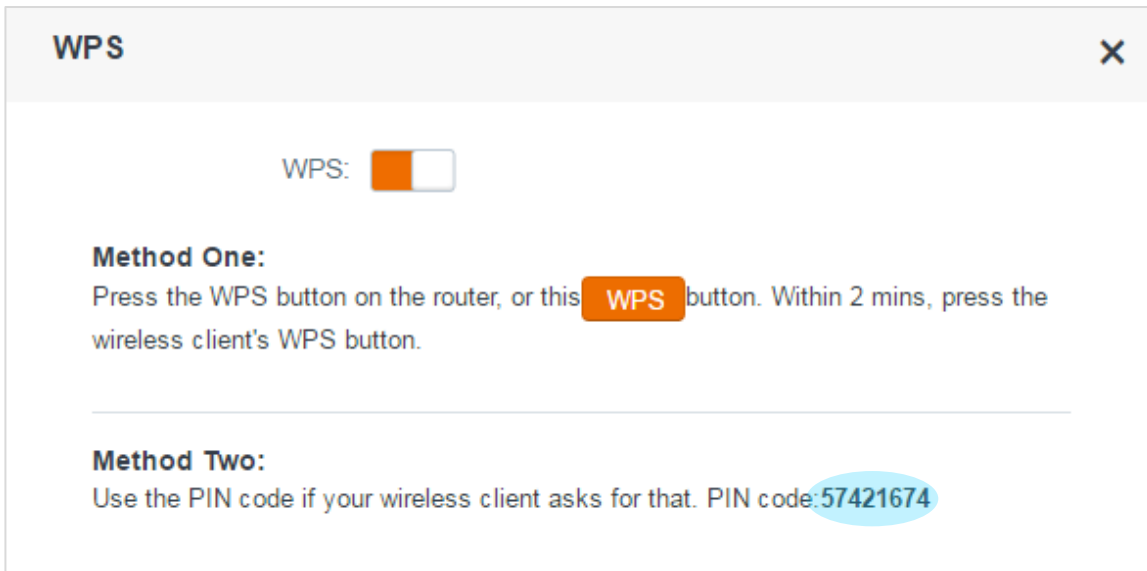 WPS
WPS:
Method One:
Press the WPS button on the router, or this WPS button. Within 2 mins, press the
wireless client's WPS button.
Method Two:
Use the PIN code if your wireless client asks for that. PIN code:57421674